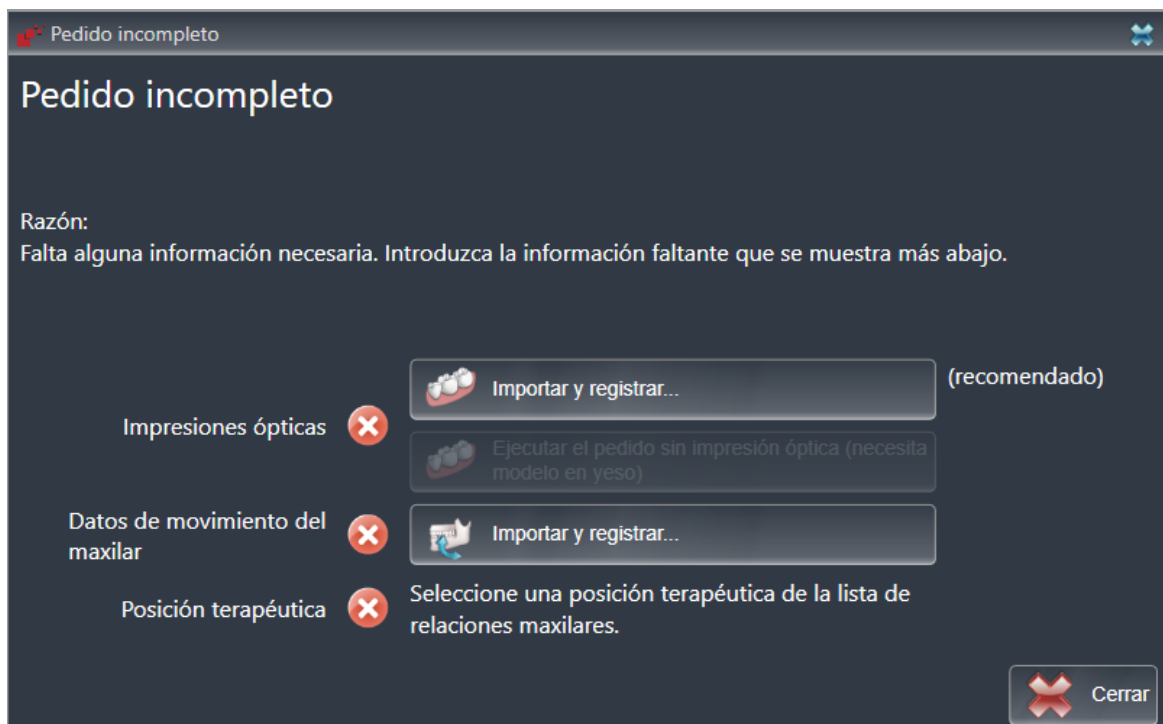 Pedido incompleto
Pedido incompleto
Razón:
Falta alguna información necesaria. Introduzca la información faltante que se muestra más abajo.
Impresiones ópticas
Importar y registrar...
(recomendado)
Ejecutar el pedido sin impresión óptica (necesita
modelo en yeso)
Datos de movimiento del
maxilar
Importar y registrar...
Posición terapéutica
Seleccione una posición terapéutica de la lista de
relaciones maxilares.
Cerrar